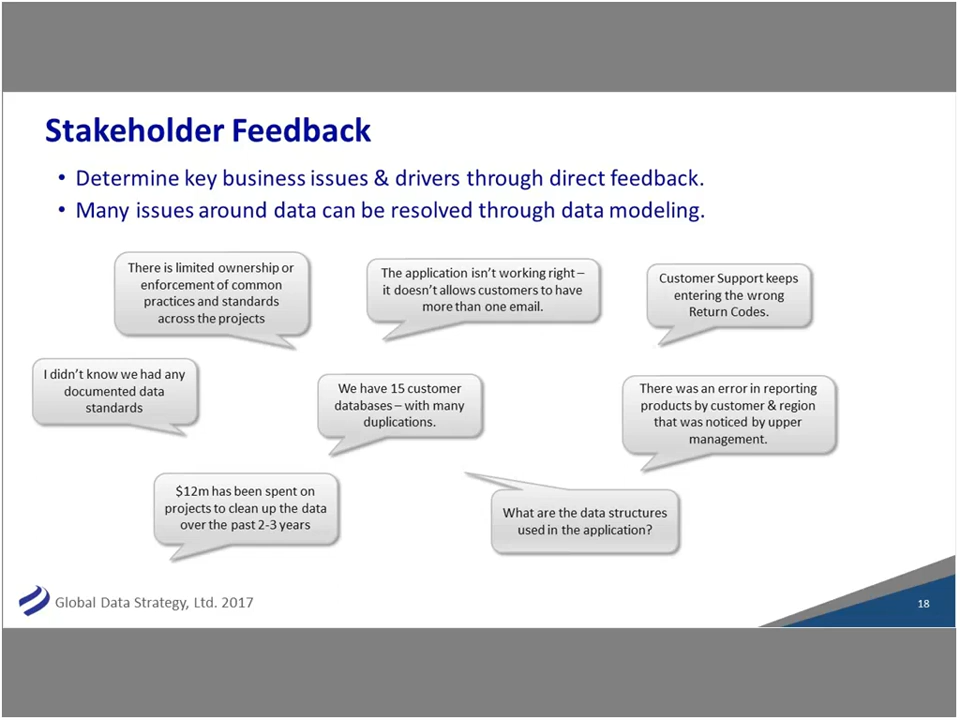 Stakeholder Feedback
• Determine key business issues & drivers through direct feedback.
• Many issues around data can be resolved through data modeling.
There is limited ownership or
enforcement of common
practices and standards
across the projects
The application isn't working right –
it doesn't allows customers to have
more than one email.
Customer Support keeps
entering the wrong
Return Codes.
I didn't know we had any
documented data
standards
We have 15 customer
databases – with many
duplications.
There was an error in reporting
products by customer & region
that was noticed by upper
management.
$12m has been spent on
projects to clean up the data
over the past 2-3 years
What are the data structures
used in the application?
Global Data Strategy, Ltd. 2017
18